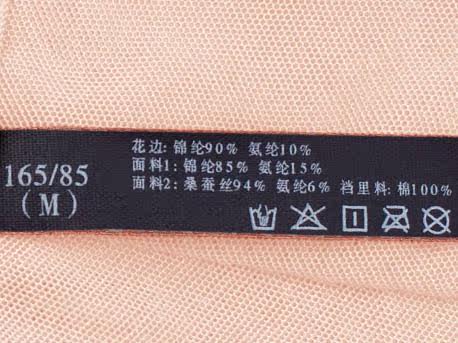 165/85
(M)
花边: 锦纶90% 氨纶10%
面料1: 锦纶85% 氨纶15%
面料2: 桑蚕丝94% 氨纶6% 裆里料: 棉100%